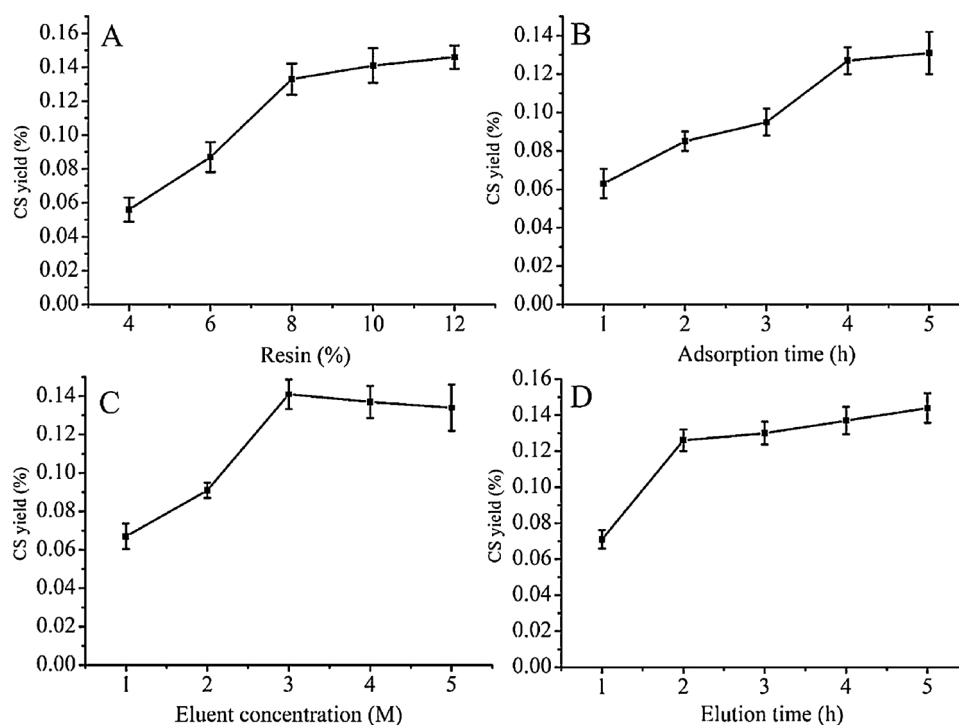 A
CS yield (%)
0.16
0.14
0.12
0.10
0.08
0.06
0.04
0.02
0.00
4 6 8 10 12
Resin (%)
B
CS yield (%)
0.14
0.12
0.10
0.08
0.06
0.04
0.02
0.00
1 2 3 4 5
Adsorption time (h)
C
CS yield (%)
0.14
0.12
0.10
0.08
0.06
0.04
0.02
0.00
1 2 3 4 5
Eluent concentration (M)
D
CS yield (%)
0.16
0.14
0.12
0.10
0.08
0.06
0.04
0.02
0.00
1 2 3 4 5
Elution time (h)